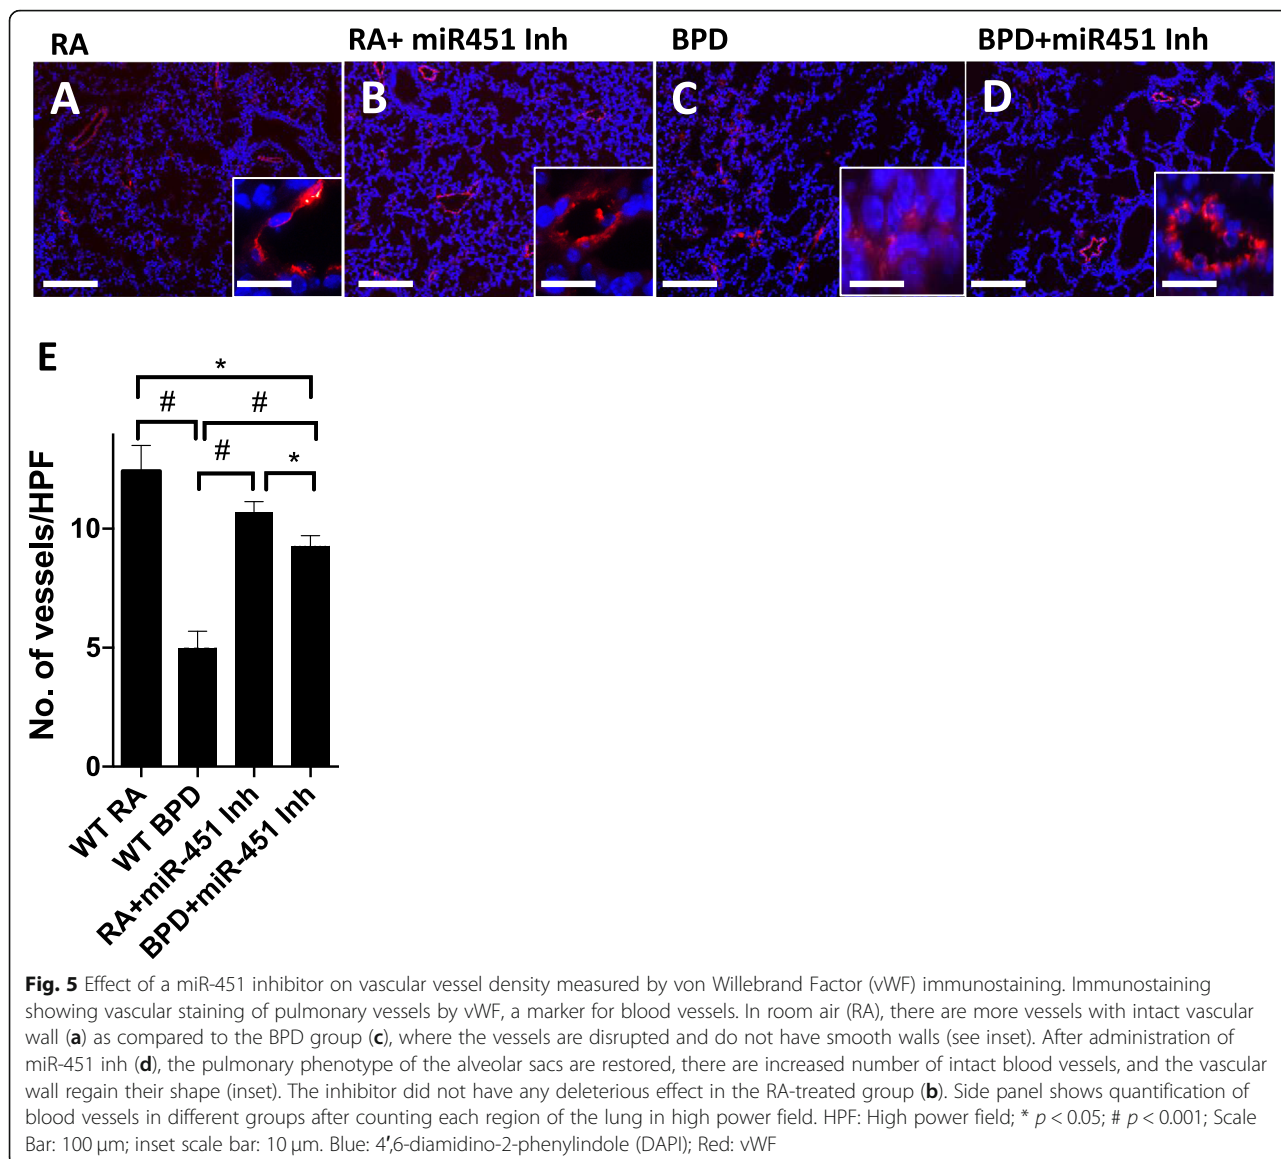 RA
RA+ miR451 Inh
BPD
BPD+miR451 Inh
A
B
C
D
E
*
#
#
#
*
No. of vessels/HPF
10
5
0
WT RA
WT BPD
RA+miR-451 Inh
BPD+miR-451 Inh
Fig. 5 Effect of a miR-451 inhibitor on vascular vessel density measured by von Willebrand Factor (vWF) immunostaining. Immunostaining
showing vascular staining of pulmonary vessels by vWF, a marker for blood vessels. In room air (RA), there are more vessels with intact vascular
wall (a) as compared to the BPD group (c), where the vessels are disrupted and do not have smooth walls (see inset). After administration of
miR-451 inh (d), the pulmonary phenotype of the alveolar sacs are restored, there are increased number of intact blood vessels, and the vascular
wall regain their shape (inset). The inhibitor did not have any deleterious effect in the RA-treated group (b). Side panel shows quantification of
blood vessels in different groups after counting each region of the lung in high power field. HPF: High power field; * p < 0.05; # p < 0.001; Scale
Bar: 100 μm; inset scale bar: 10 μm. Blue: 4′,6-diamidino-2-phenylindole (DAPI); Red: vWF